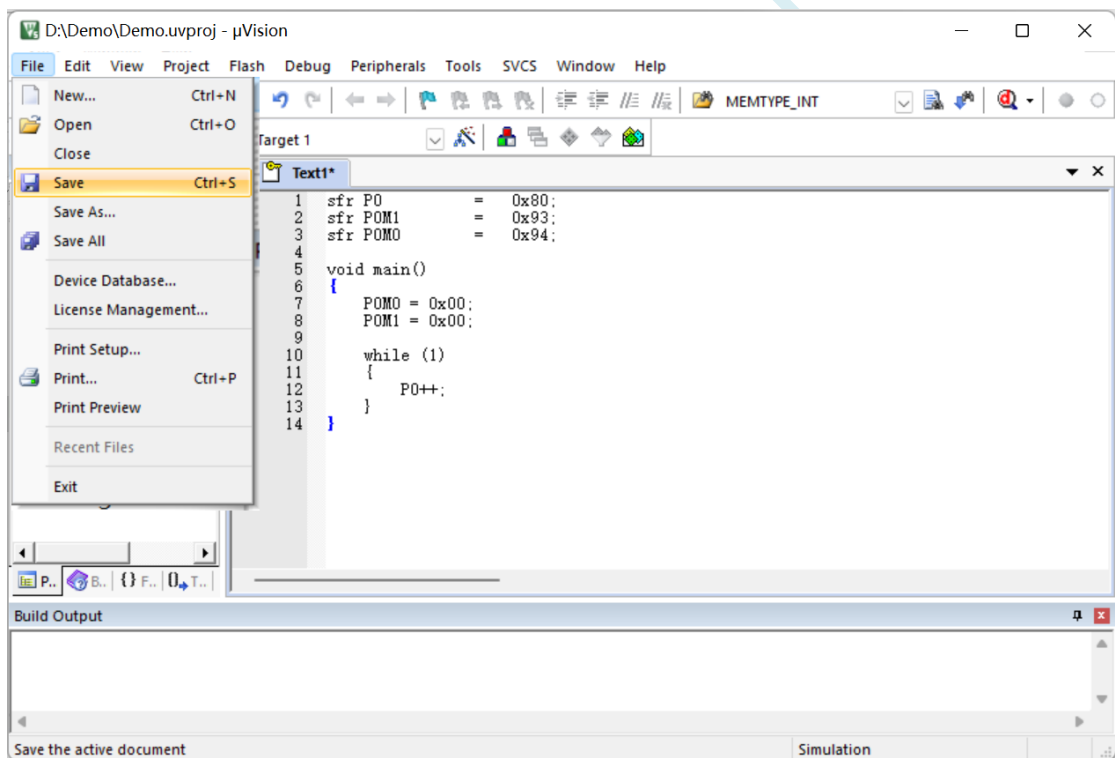 D:\Demo\Demo.uvproj - µVision
File Edit View Project Flash Debug Peripherals Tools SVCS Window Help
New... Ctrl+N
Open Ctrl+O
Close
Save Ctrl+S
Save As...
Save All
Device Database...
License Management...
Print Setup...
Print... Ctrl+P
Print Preview
Recent Files
Exit
MEMTYPE_INT
Target 1
Text1*
1 sfr P0 = 0x80;
2 sfr P0M1 = 0x93;
3 sfr P0M0 = 0x94;
4
5 void main()
6 {
7 P0M0 = 0x00;
8 P0M1 = 0x00;
9
10 while (1)
11 {
12 P0++;
13 }
14 }
P.. B.. {} F.. 0 T..
Build Output
Save the active document Simulation